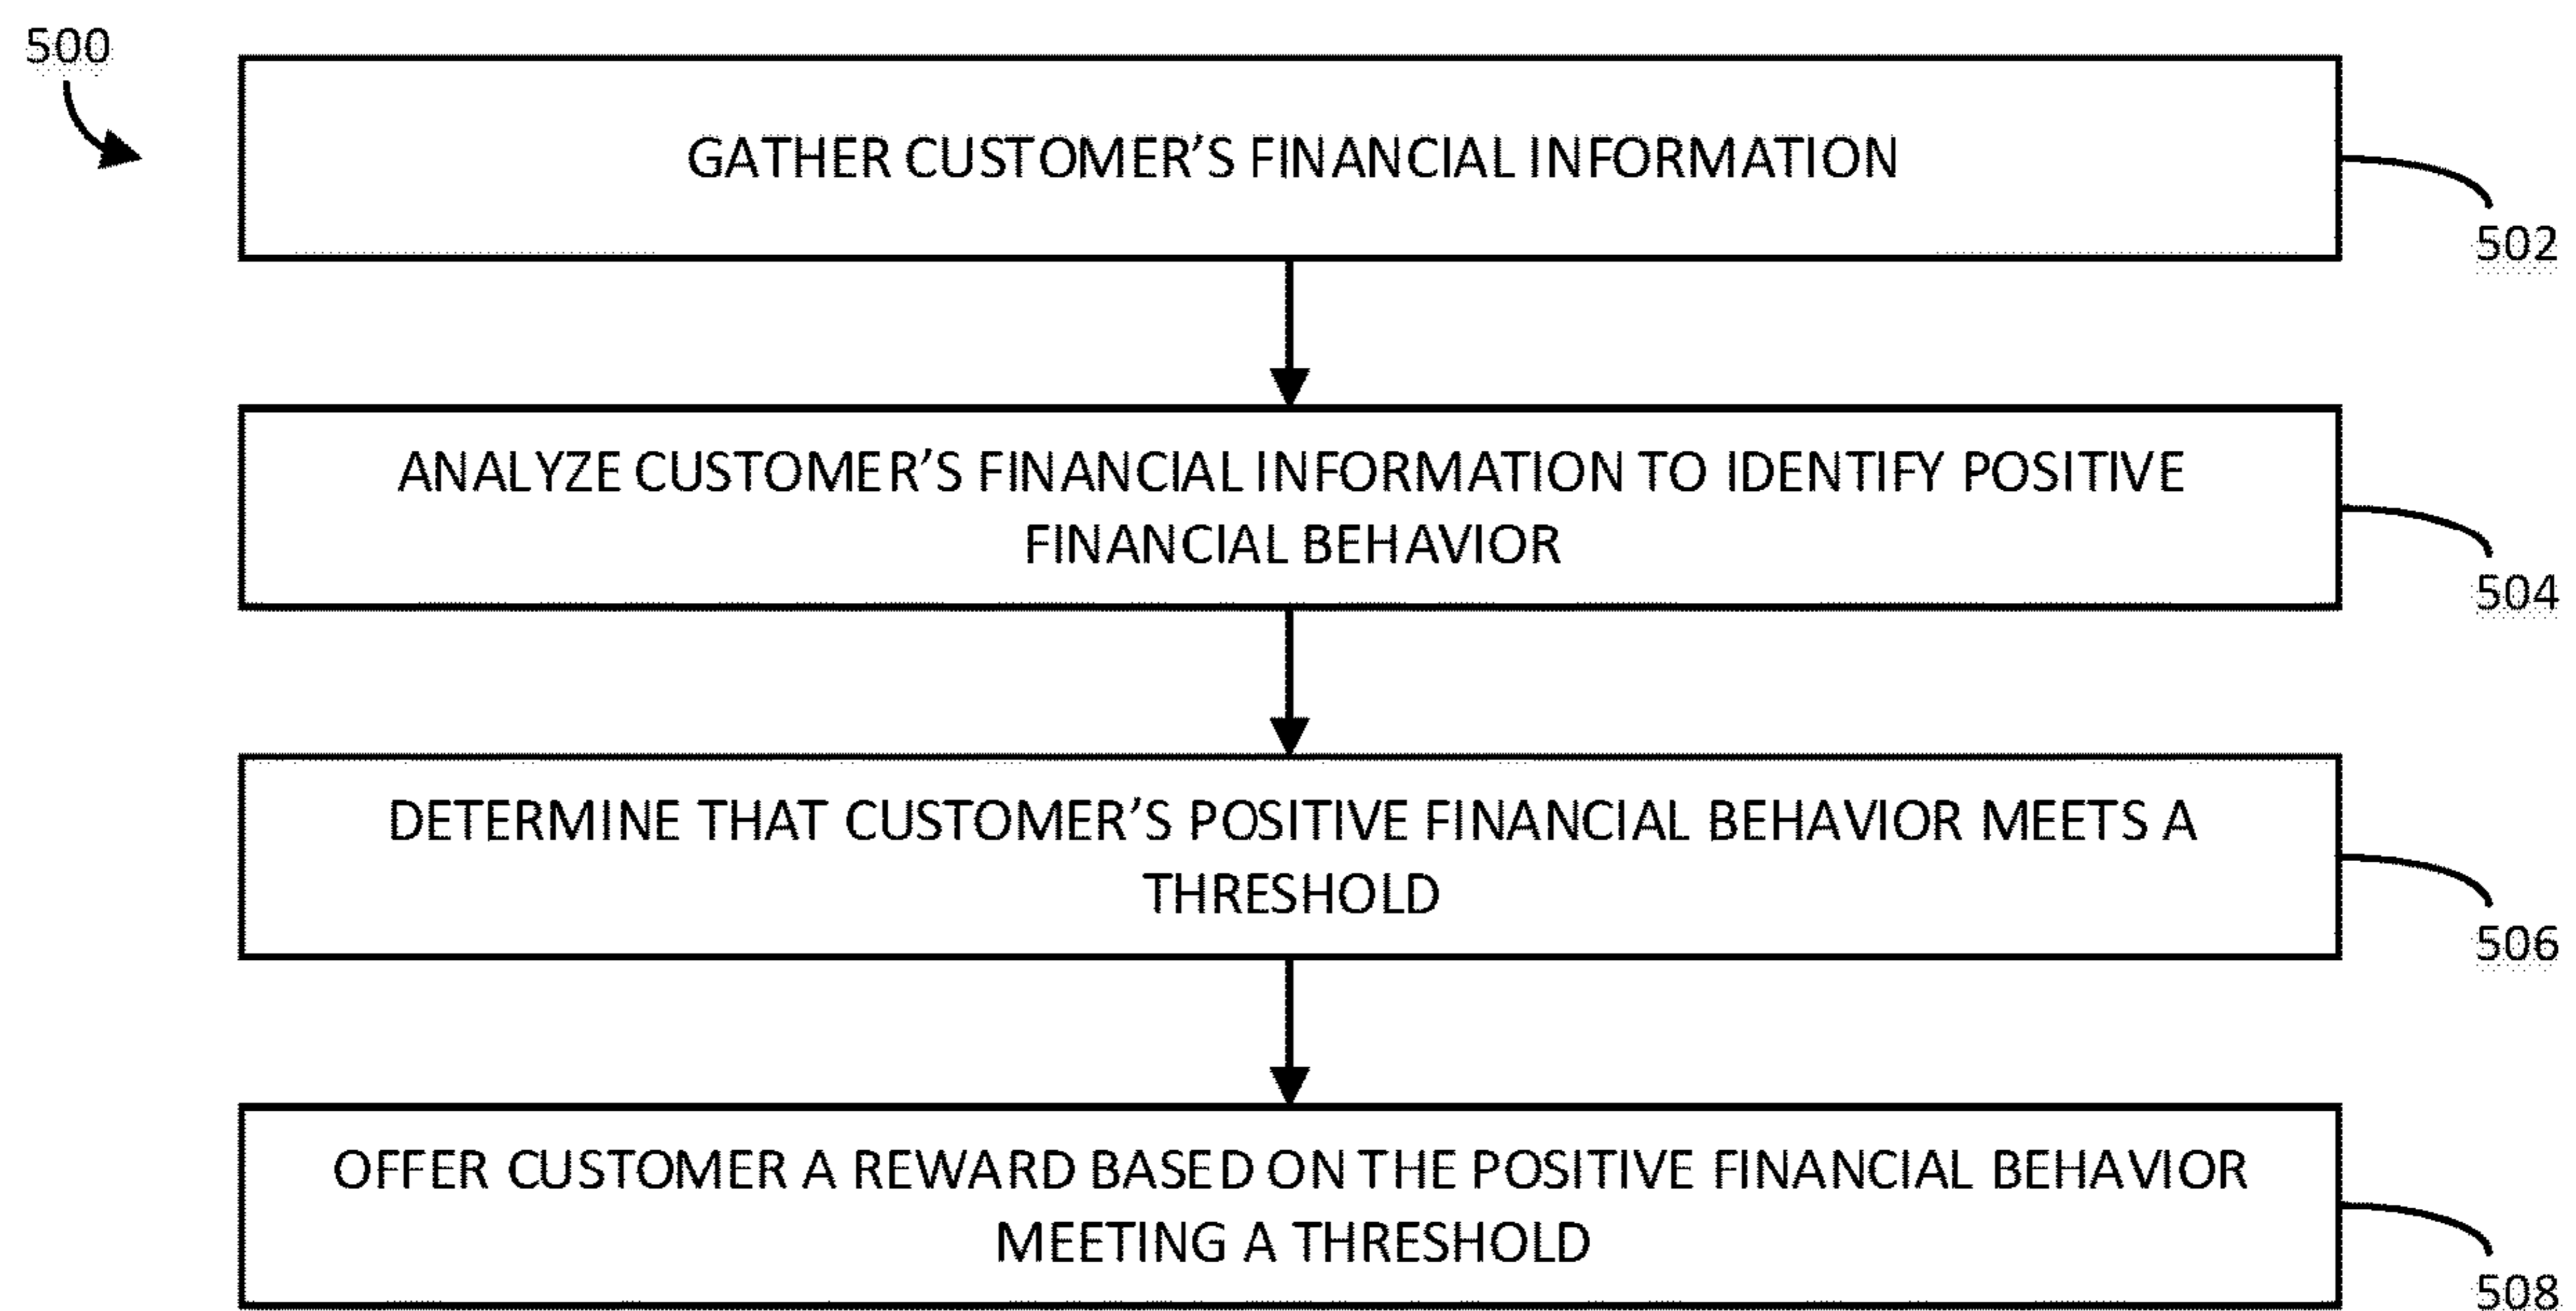 500
GATHER CUSTOMER’S FINANCIAL INFORMATION
502
ANALYZE CUSTOMER’S FINANCIAL INFORMATION TO IDENTIFY POSITIVE
FINANCIAL BEHAVIOR
504
DETERMINE THAT CUSTOMER’S POSITIVE FINANCIAL BEHAVIOR MEETS A
THRESHOLD
506
OFFER CUSTOMER A REWARD BASED ON THE POSITIVE FINANCIAL BEHAVIOR
MEETING A THRESHOLD
508